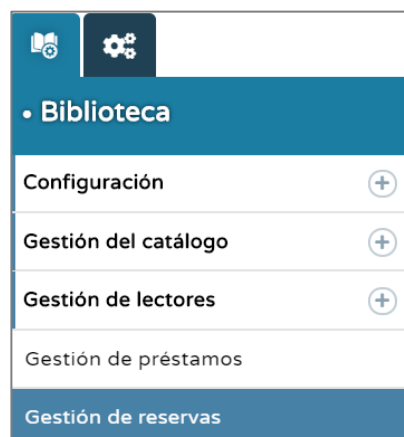 • Biblioteca
Configuración
Gestión del catálogo
Gestión de lectores
Gestión de préstamos
Gestión de reservas